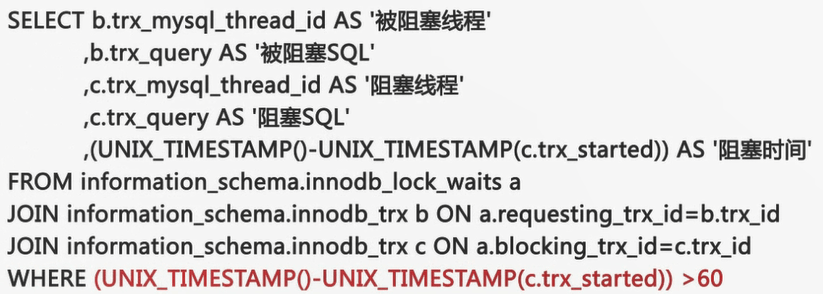 SELECT b.trx_mysql_thread_id AS '被阻塞线程'
,b.trx_query AS '被阻塞SQL'
,c.trx_mysql_thread_id AS '阻塞线程'
,c.trx_query AS '阻塞SQL'
,(UNIX_TIMESTAMP()-UNIX_TIMESTAMP(c.trx_started)) AS '阻塞时间'
FROM information_schema.innodb_lock_waits a
JOIN information_schema.innodb_trx b ON a.requesting_trx_id=b.trx_id
JOIN information_schema.innodb_trx c ON a.blocking_trx_id=c.trx_id
WHERE (UNIX_TIMESTAMP()-UNIX_TIMESTAMP(c.trx_started)) >60